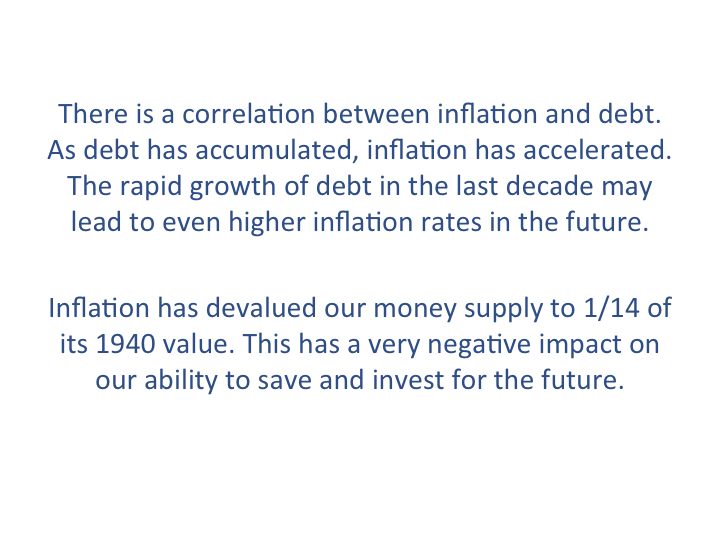 There is a correlation between inflation and debt.
As debt has accumulated, inflation has accelerated.
The rapid growth of debt in the last decade may
lead to even higher inflation rates in the future.
Inflation has devalued our money supply to 1/14 of
its 1940 value. This has a very negative impact on
our ability to save and invest for the future.